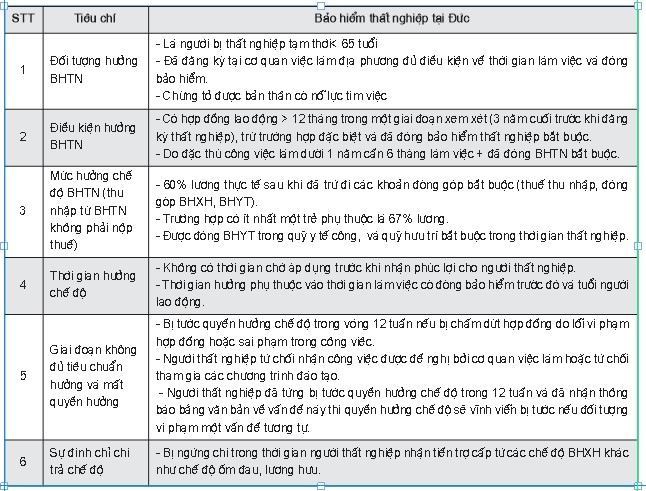 STT Tiêu chí Bảo hiểm thất nghiệp tại Đức
1
Đối tượng hưởng
BHTN
- Là người bị thất nghiệp tạm thời< 65 tuổi
- Đã đăng ký tại cơ quan việc làm địa phương đủ điều kiện về thời gian làm việc và đóng
bảo hiểm.
- Chứng tỏ được bản thân có nỗ lực tìm việc
2
Điều kiện hưởng
BHTN
- Có hợp đồng lao động > 12 tháng trong một giai đoạn xem xét (3 năm cuối trước khi đăng
ký thất nghiệp), trừ trường hợp đặc biệt và đã đóng bảo hiểm thất nghiệp bắt buộc.
- Do đặc thù công việc làm dưới 1 năm cần 6 tháng làm việc + đã đóng BHTN bắt buộc.
3
Mức hưởng chế
độ BHTN (thu
nhập từ BHTN
không phải nộp
thuế)
- 60% lương thực tế sau khi đã trừ đi các khoản đóng góp bắt buộc (thuế thu nhập, đóng
góp BHXH, BHYT).
- Trường hợp có ít nhất một trẻ phụ thuộc là 67% lương.
- Được đóng BHYT trong quỹ y tế công, và quỹ hưu trí bắt buộc trong thời gian thất nghiệp.
4
Thời gian hưởng
chế độ
- Không có thời gian chờ áp dụng trước khi nhận phúc lợi cho người thất nghiệp.
- Thời gian hưởng phụ thuộc vào thời gian làm việc có đóng bảo hiểm trước đó và tuổi người
lao động.
5
Giai đoạn không
đủ tiêu chuẩn
hưởng và mất
quyền hưởng
- Bị tước quyền hưởng chế độ trong vòng 12 tuần nếu bị chấm dứt hợp đồng do lỗi vi phạm
hợp đồng hoặc sai phạm trong công viêc.
- Người thất nghiệp từ chối nhận công việc được đề nghị bởi cơ quan việc làm hoặc từ chối
tham gia các chương trình đào tạo.
- Người thất nghiệp đã từng bị tước quyền hưởng chế độ trong 12 tuần và đã nhận thông
báo bằng văn bản về vấn đề này thì quyền hưởng chế độ sẽ vĩnh viễn bị tước nếu đối tượng
vi phạm một vấn đề tương tự.
6
Sự đình chỉ chi
trả chế độ
- Bị ngừng chi trong thời gian người thất nghiệp nhận tiền trợ cấp từ các chế độ BHXH khác
như chế độ ốm đau, lương hưu.